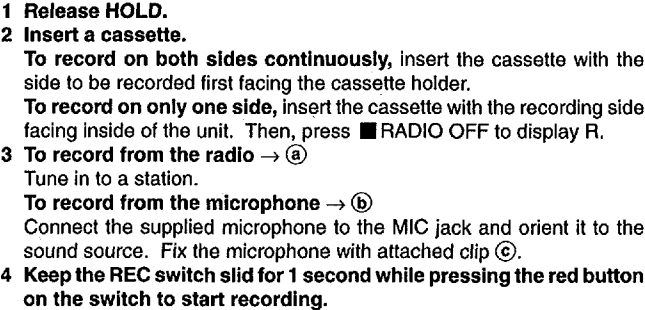 1 Release HOLD.
2 Insert a cassette.
To record on both sides continuously, insert the cassette with the
side to be recorded first facing the cassette holder.
To record on only one side, insert the cassette with the recording side
facing inside of the unit. Then, press ■ RADIO OFF to display R.
3 To record from the radio → ⓐ
Tune in to a station.
To record from the microphone → ⓑ
Connect the supplied microphone to the MIC jack and orient it to the
sound source. Fix the microphone with attached clip ⓒ.
4 Keep the REC switch slid for 1 second while pressing the red button
on the switch to start recording.